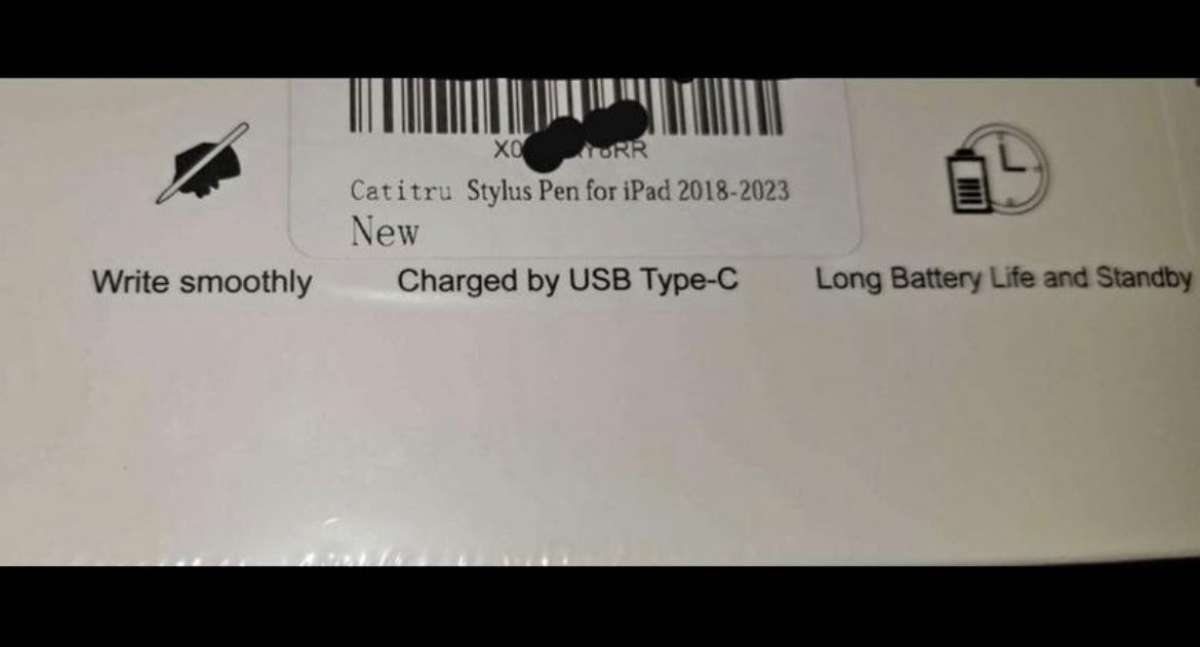 Catitru Stylus Pen for iPad 2018-2023
New
Write smoothly
Charged by USB Type-C
Long Battery Life and Standby